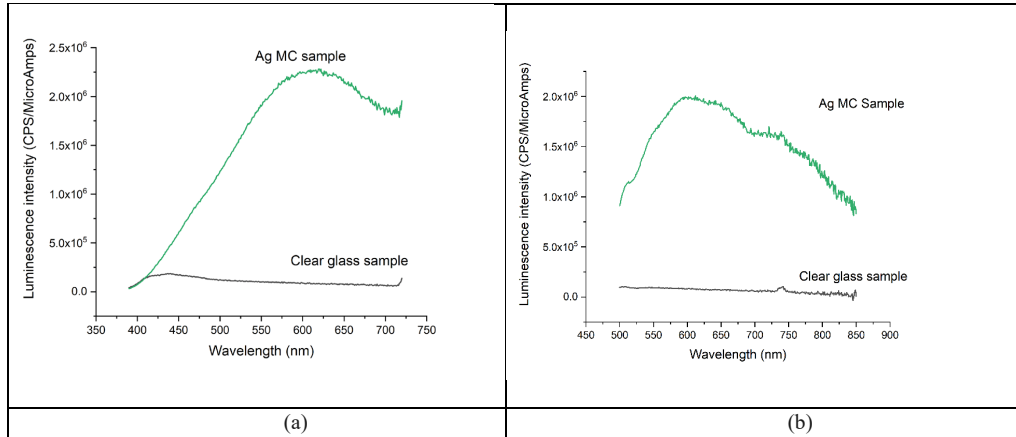 Luminescence intensity (CPS/MicroAmps)
2.5x10⁶
2.0x10⁶
1.5x10⁶
1.0x10⁶
5.0x10⁵
0.0
Ag MC sample
Clear glass sample
350 400 450 500 550 600 650 700 750
Wavelength (nm)
(a)
Luminescence intensity (CPS/MicroAmps)
2.0x10⁶
1.5x10⁶
1.0x10⁶
5.0x10⁵
0.0
Ag MC Sample
Clear glass sample
450 500 550 600 650 700 750 800 850 900
Wavelength (nm)
(b)